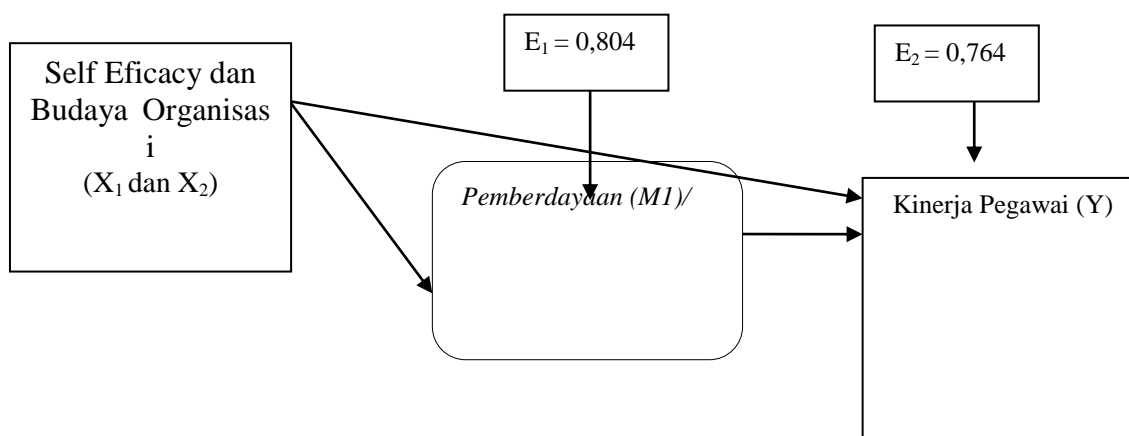 Self Eficacy dan
Budaya Organisas
i
(X₁ dan X₂)
E₁ = 0,804
E₂ = 0,764
Pemberdayaan (M1)/
Kinerja Pegawai (Y)